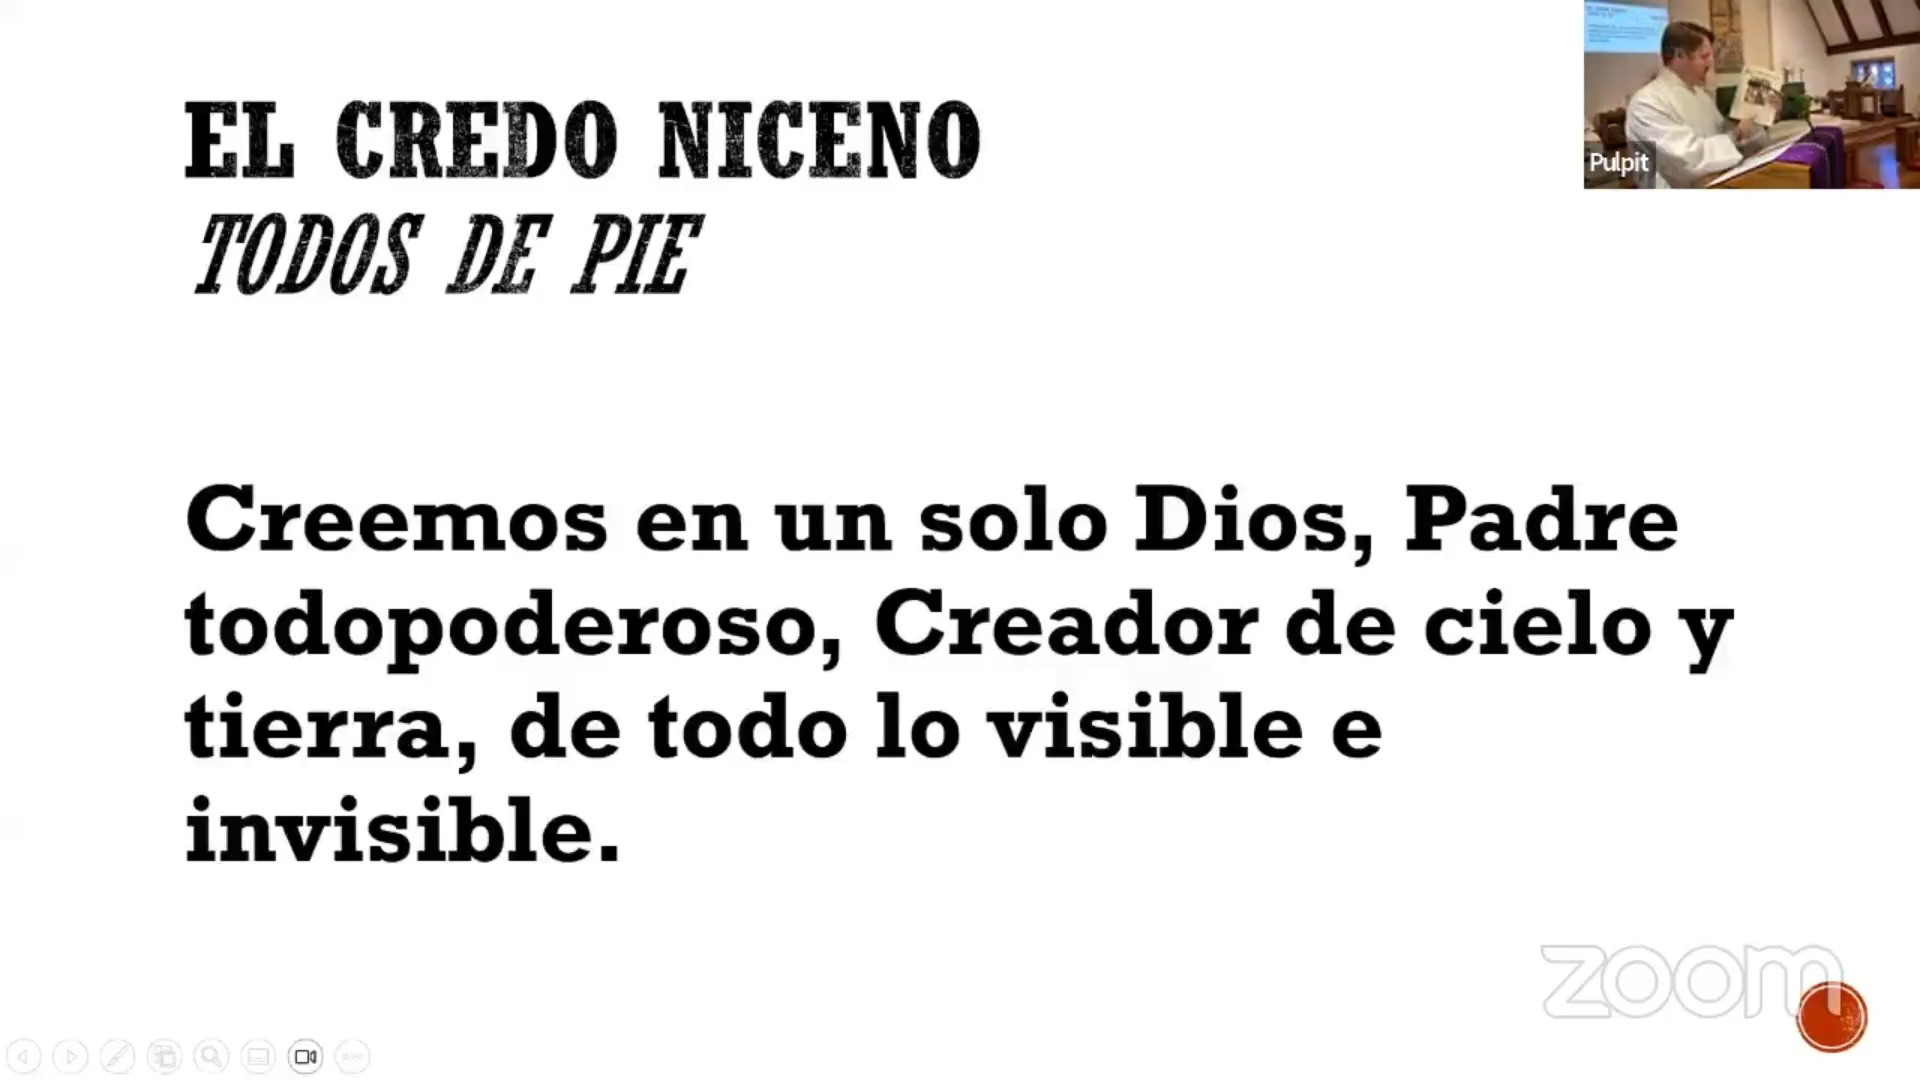 EL CREDO NICENO
TODOS DE PIE
Pulpit
Creemos en un solo Dios, Padre
todopoderoso, Creador de cielo y
tierra, de todo lo visible e
invisible.
zoom